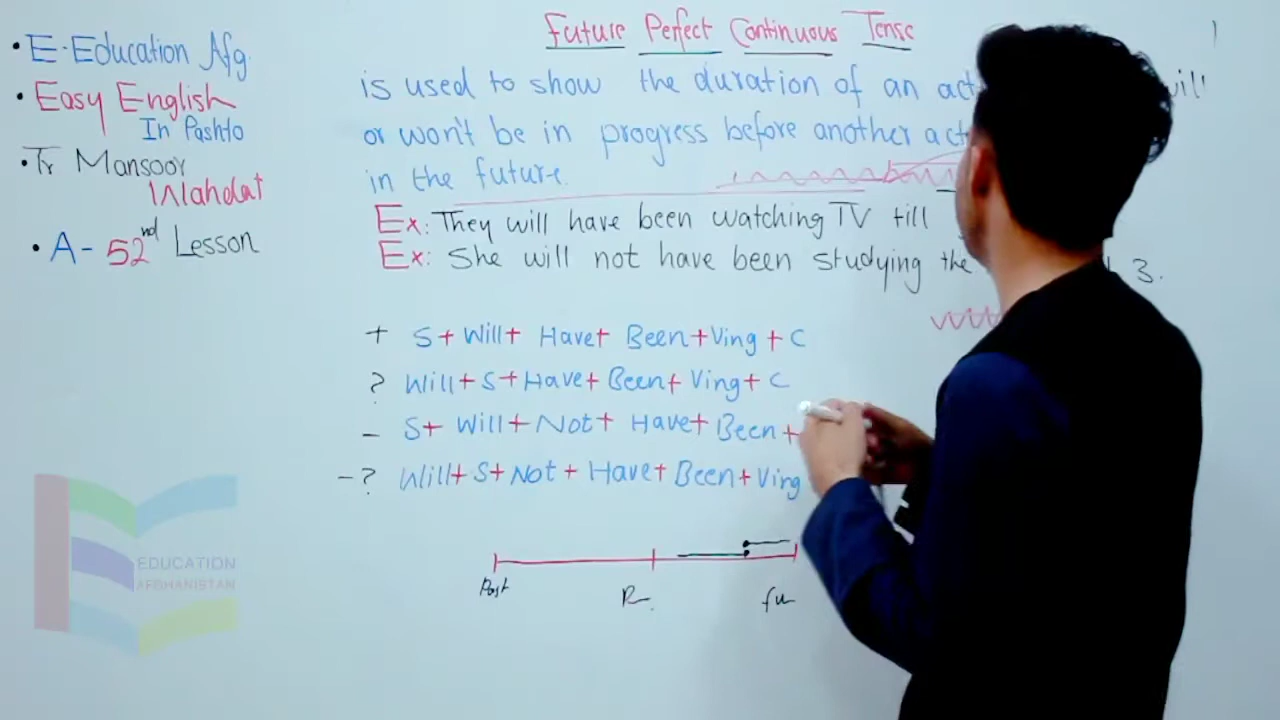 • E-Education Afg.
• Easy English
In Pashto
• Tr Mansoor
Wahdat
• A- 52nd Lesson
Future Perfect Continuous Tense
is used to show the duration of an act
or won't be in progress before another act
in the future.
Ex: They will have been watching TV till
Ex: She will not have been studying the 3.
+ S+ Will+ Have+ Been+Ving + C
? Will+S+Have+ Been+ Ving+ C
- S+ Will+Not+ Have+ Been +
-? Will+S+Not + Have+ Been+Ving
Past
fu
EDUCATION
AFGHANISTAN